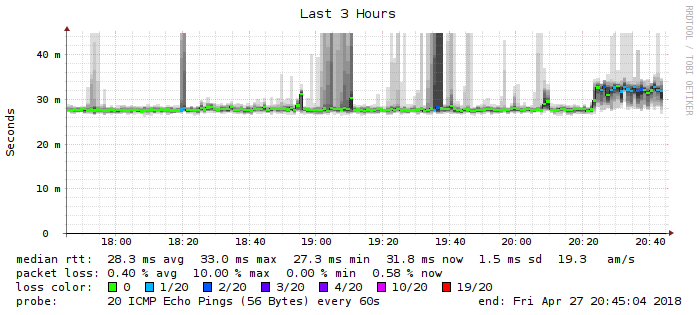 Last 3 Hours
RRDTOOL / TOBI OETIKER
Seconds
40 m
30 m
20 m
10 m
0
18:00 18:20 18:40 19:00 19:20 19:40 20:00 20:20 20:40
median rtt: 28.3 ms avg 33.0 ms max 27.3 ms min 31.8 ms now 1.5 ms sd 19.3 am/s
packet loss: 0.40 % avg 10.00 % max 0.00 % min 0.58 % now
loss color: 0 1/20 2/20 3/20 4/20 10/20 19/20
probe: 20 ICMP Echo Pings (56 Bytes) every 60s end: Fri Apr 27 20:45:04 2018